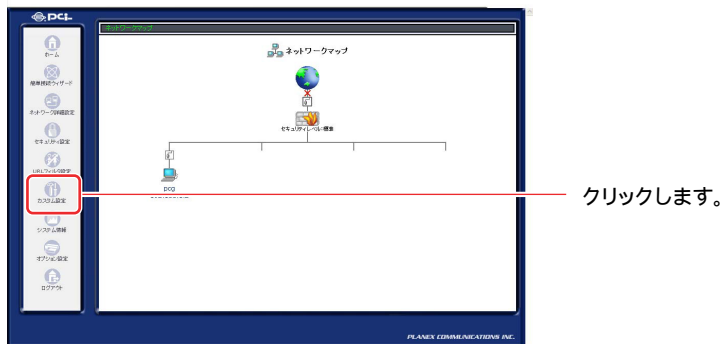 PCI
ネットワークマップ
ホーム
簡単接続ウィザード
ネットワーク詳細設定
セキュリティ設定
URLフィルタ設定
カスタム設定
システム情報
オプション設定
ログアウト
ネットワークマップ
セキュリティレベル:標準
pcg
クリックします。
PLANEX COMMUNICATIONS INC.